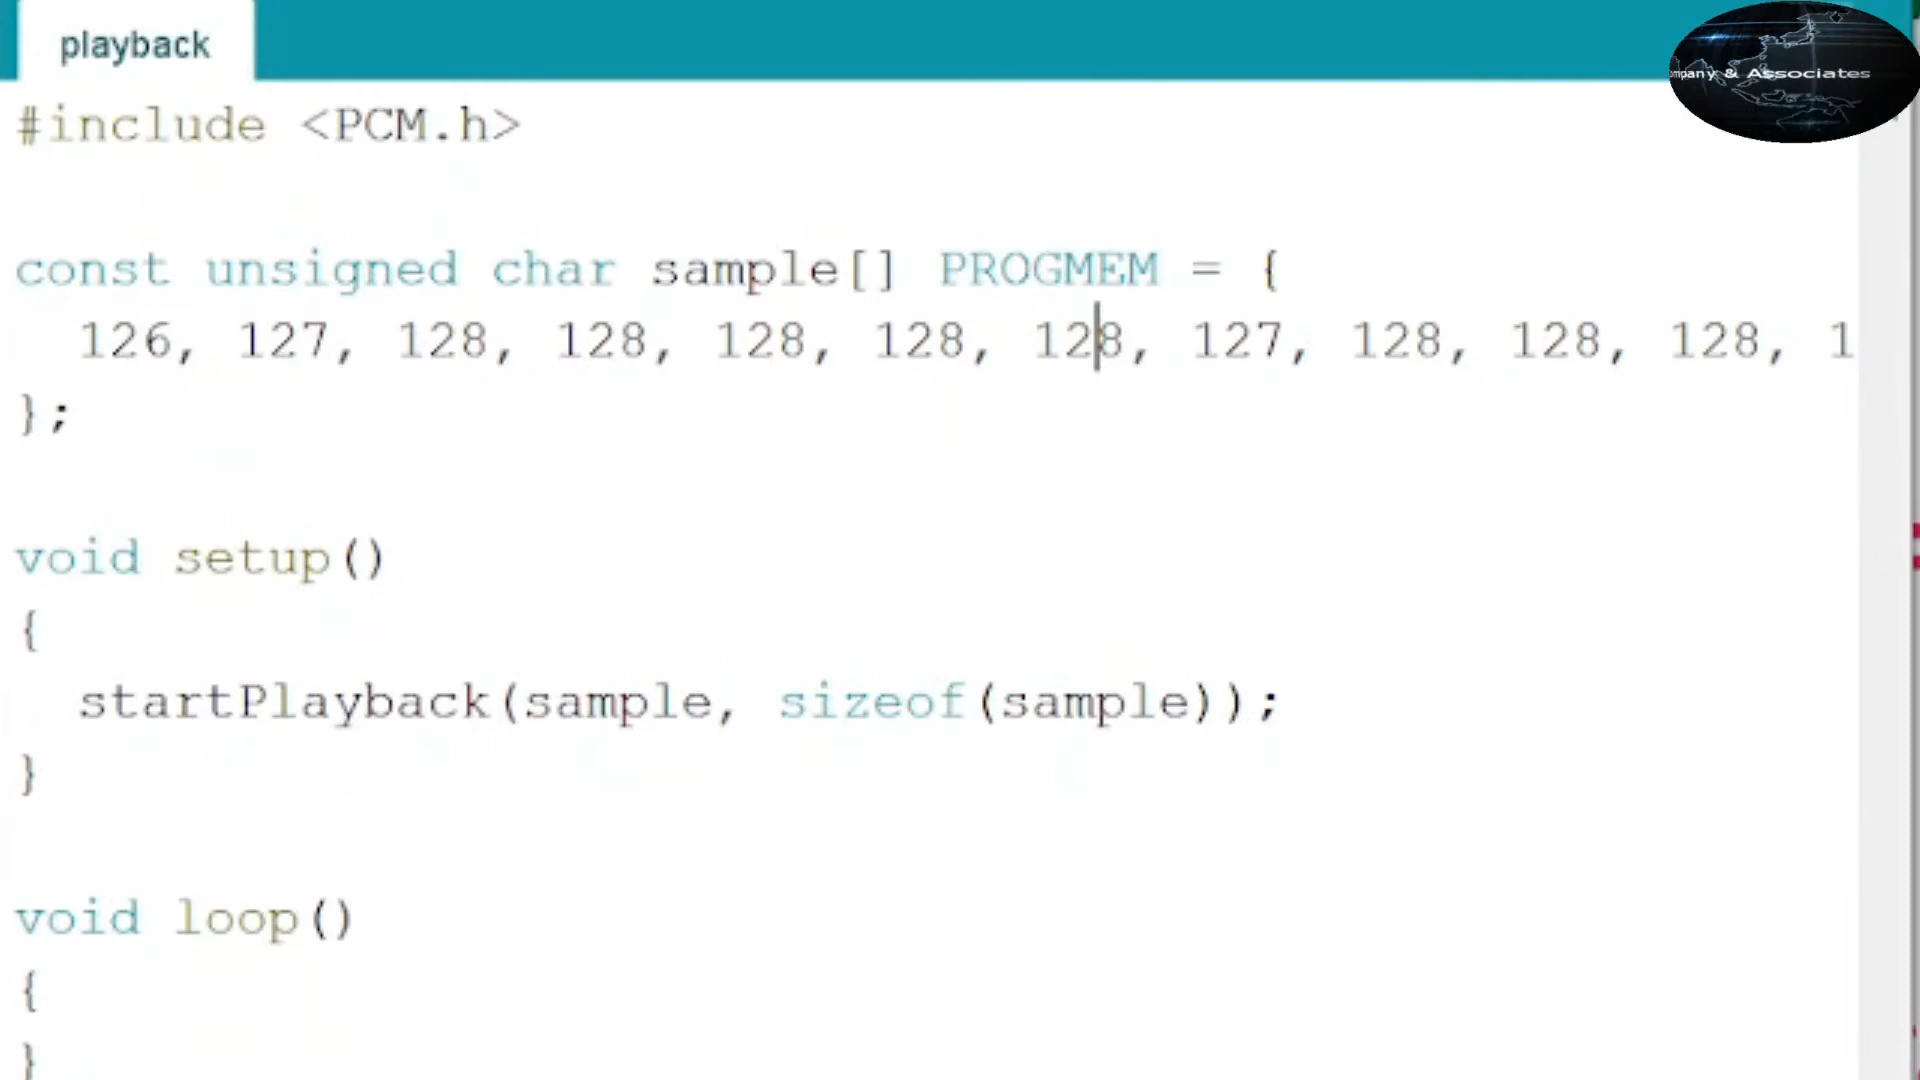 playback
mpany & Associates
#include <PCM.h>
const unsigned char sample[] PROGMEM = {
126, 127, 128, 128, 128, 128, 128, 127, 128, 128, 128, 1
};
void setup()
{
startPlayback(sample, sizeof(sample));
}
void loop()
{
}